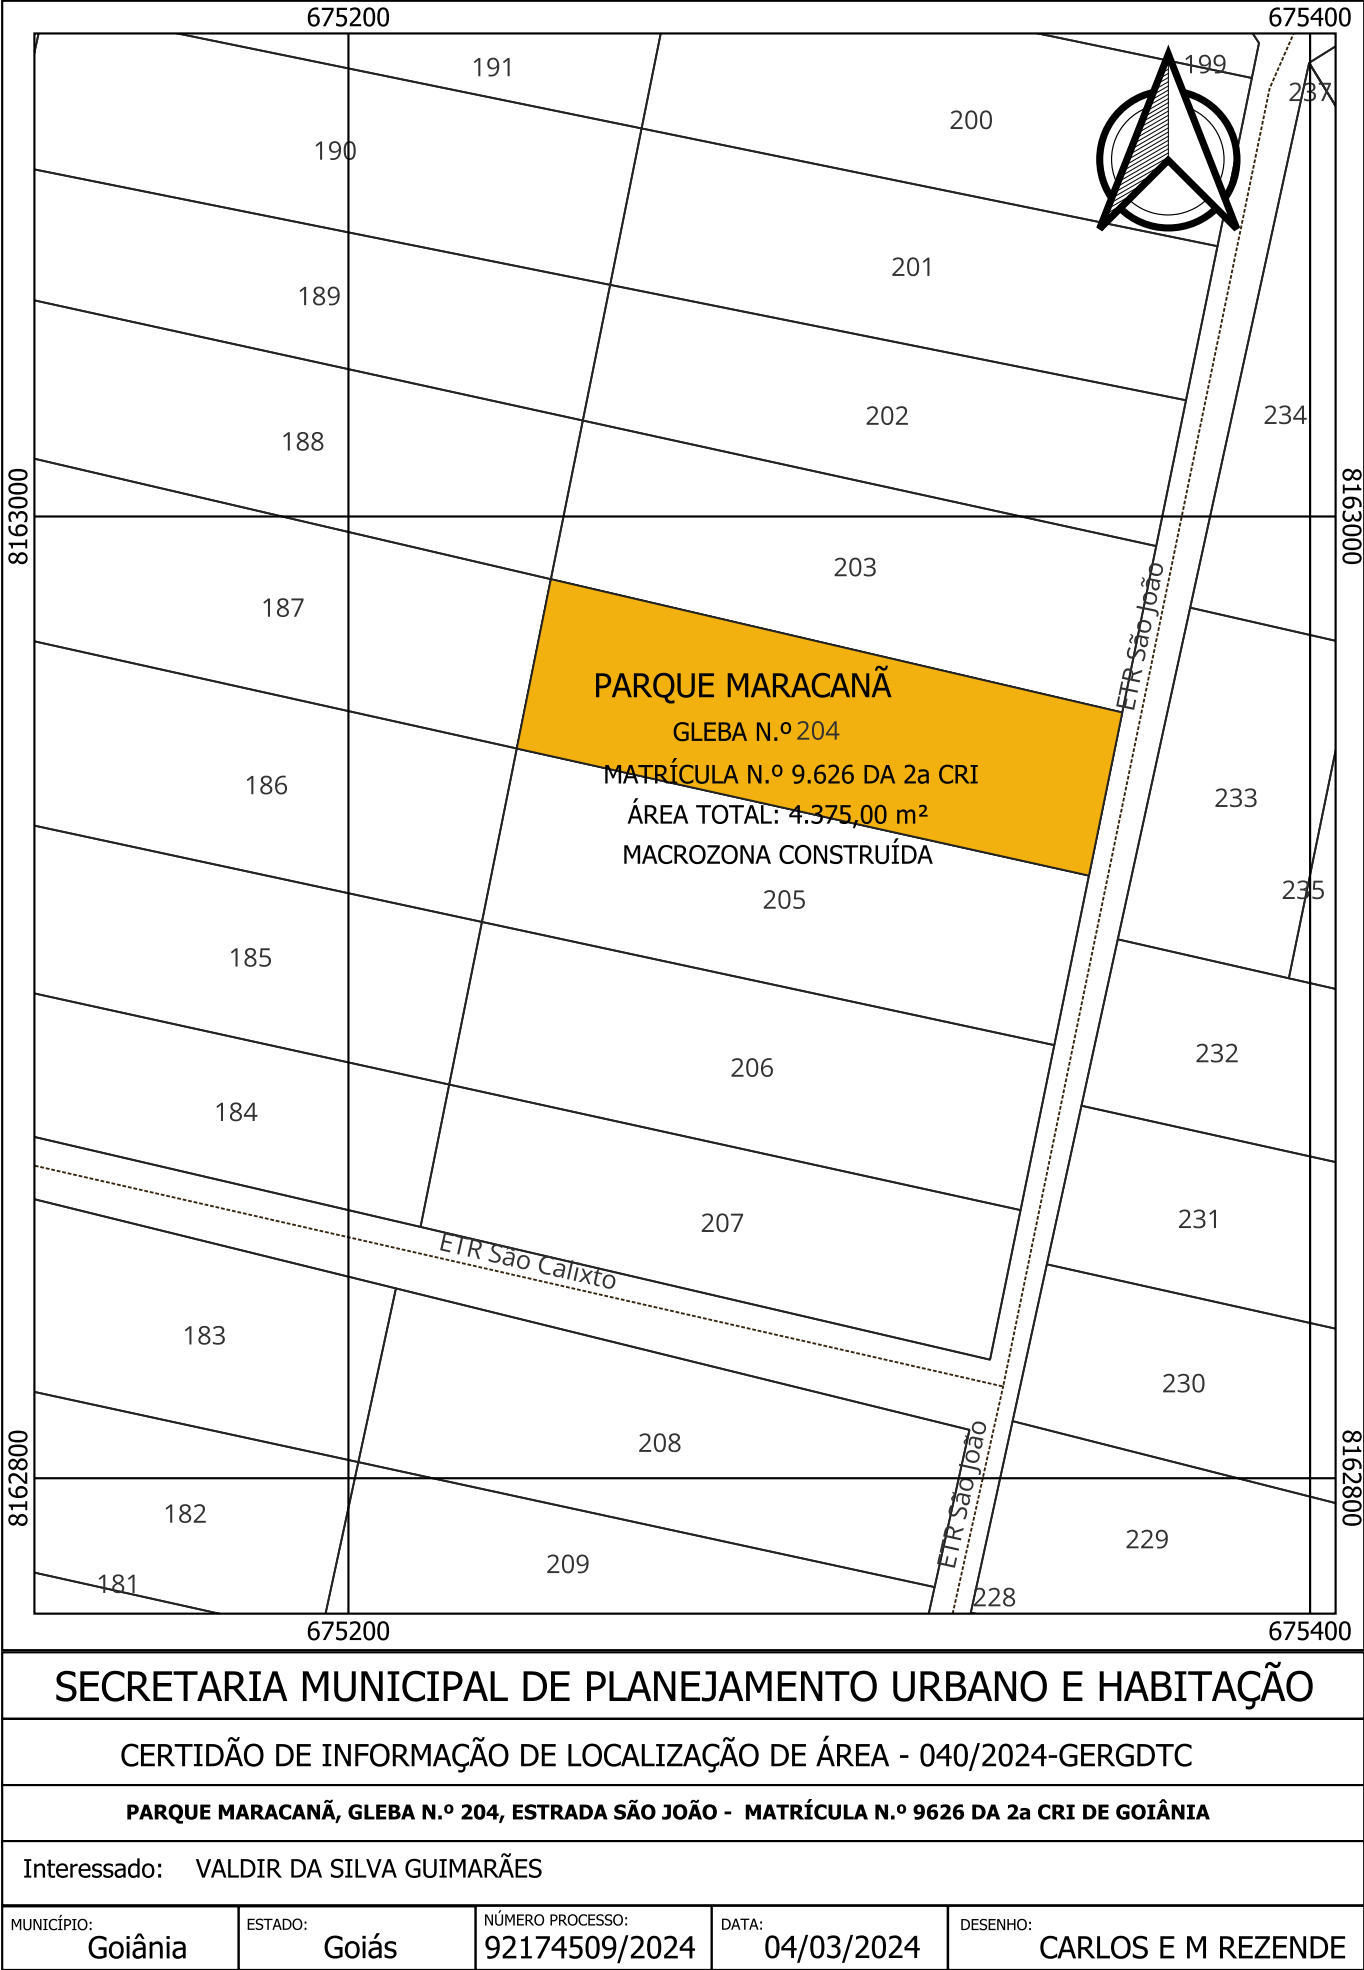 675200
675400
191
199
237
200
190
201
189
202
234
188
8163000
8163000
203
187
ETR São João
PARQUE MARACANÃ
GLEBA N.º 204
MATRÍCULA N.º 9.626 DA 2a CRI
ÁREA TOTAL: 4.375,00 m²
MACROZONA CONSTRUÍDA
186
233
235
205
185
232
206
184
231
207
ETR São Calixto
183
230
208
ETR São João
8162800
8162800
182
229
209
181
228
675200
675400
SECRETARIA MUNICIPAL DE PLANEJAMENTO URBANO E HABITAÇÃO
CERTIDÃO DE INFORMAÇÃO DE LOCALIZAÇÃO DE ÁREA - 040/2024-GERGDTC
PARQUE MARACANÃ, GLEBA N.º 204, ESTRADA SÃO JOÃO - MATRÍCULA N.º 9626 DA 2a CRI DE GOIÂNIA
Interessado: VALDIR DA SILVA GUIMARÃES
MUNICÍPIO:
Goiânia
ESTADO:
Goiás
NÚMERO PROCESSO:
92174509/2024
DATA:
04/03/2024
DESENHO:
CARLOS E M REZENDE